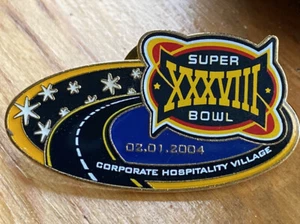 SUPER
XXXVIII
BOWL
02.01.2004
CORPORATE HOSPITALITY VILLAGE